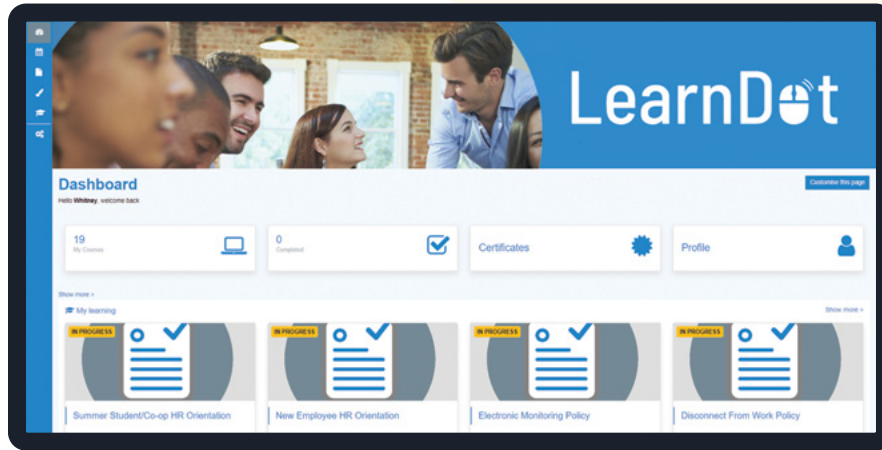 LearnDot
Dashboard
Customise this page
Hello Whitney, welcome back
19
My Courses
0
Completed
Certificates
Profile
Show more >
My learning
Show more >
IN PROGRESS
IN PROGRESS
IN PROGRESS
IN PROGRESS
Summer Student/Co-op HR Orientation
New Employee HR Orientation
Electronic Monitoring Policy
Disconnect From Work Policy